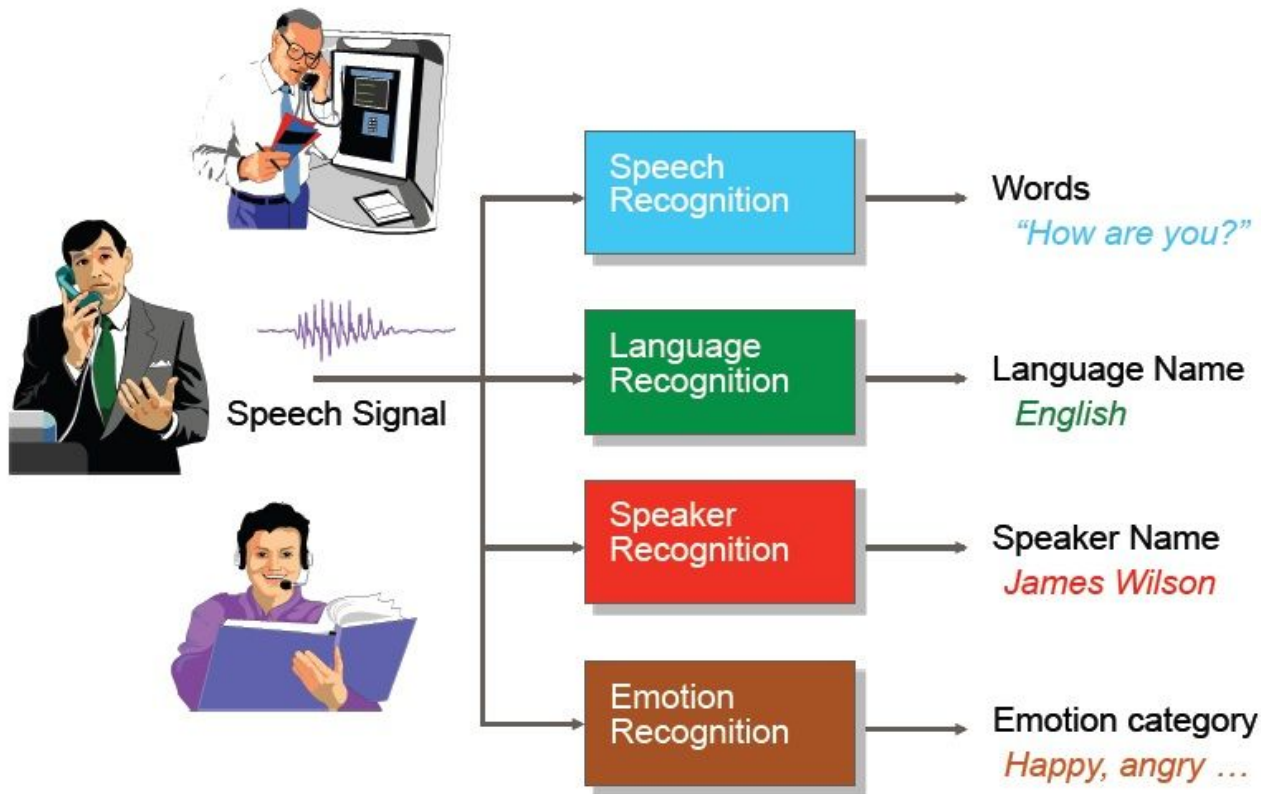 Speech
Recognition
Words
“How are you?”
Speech Signal
Language
Recognition
Language Name
English
Speaker
Recognition
Speaker Name
James Wilson
Emotion
Recognition
Emotion category
Happy, angry …